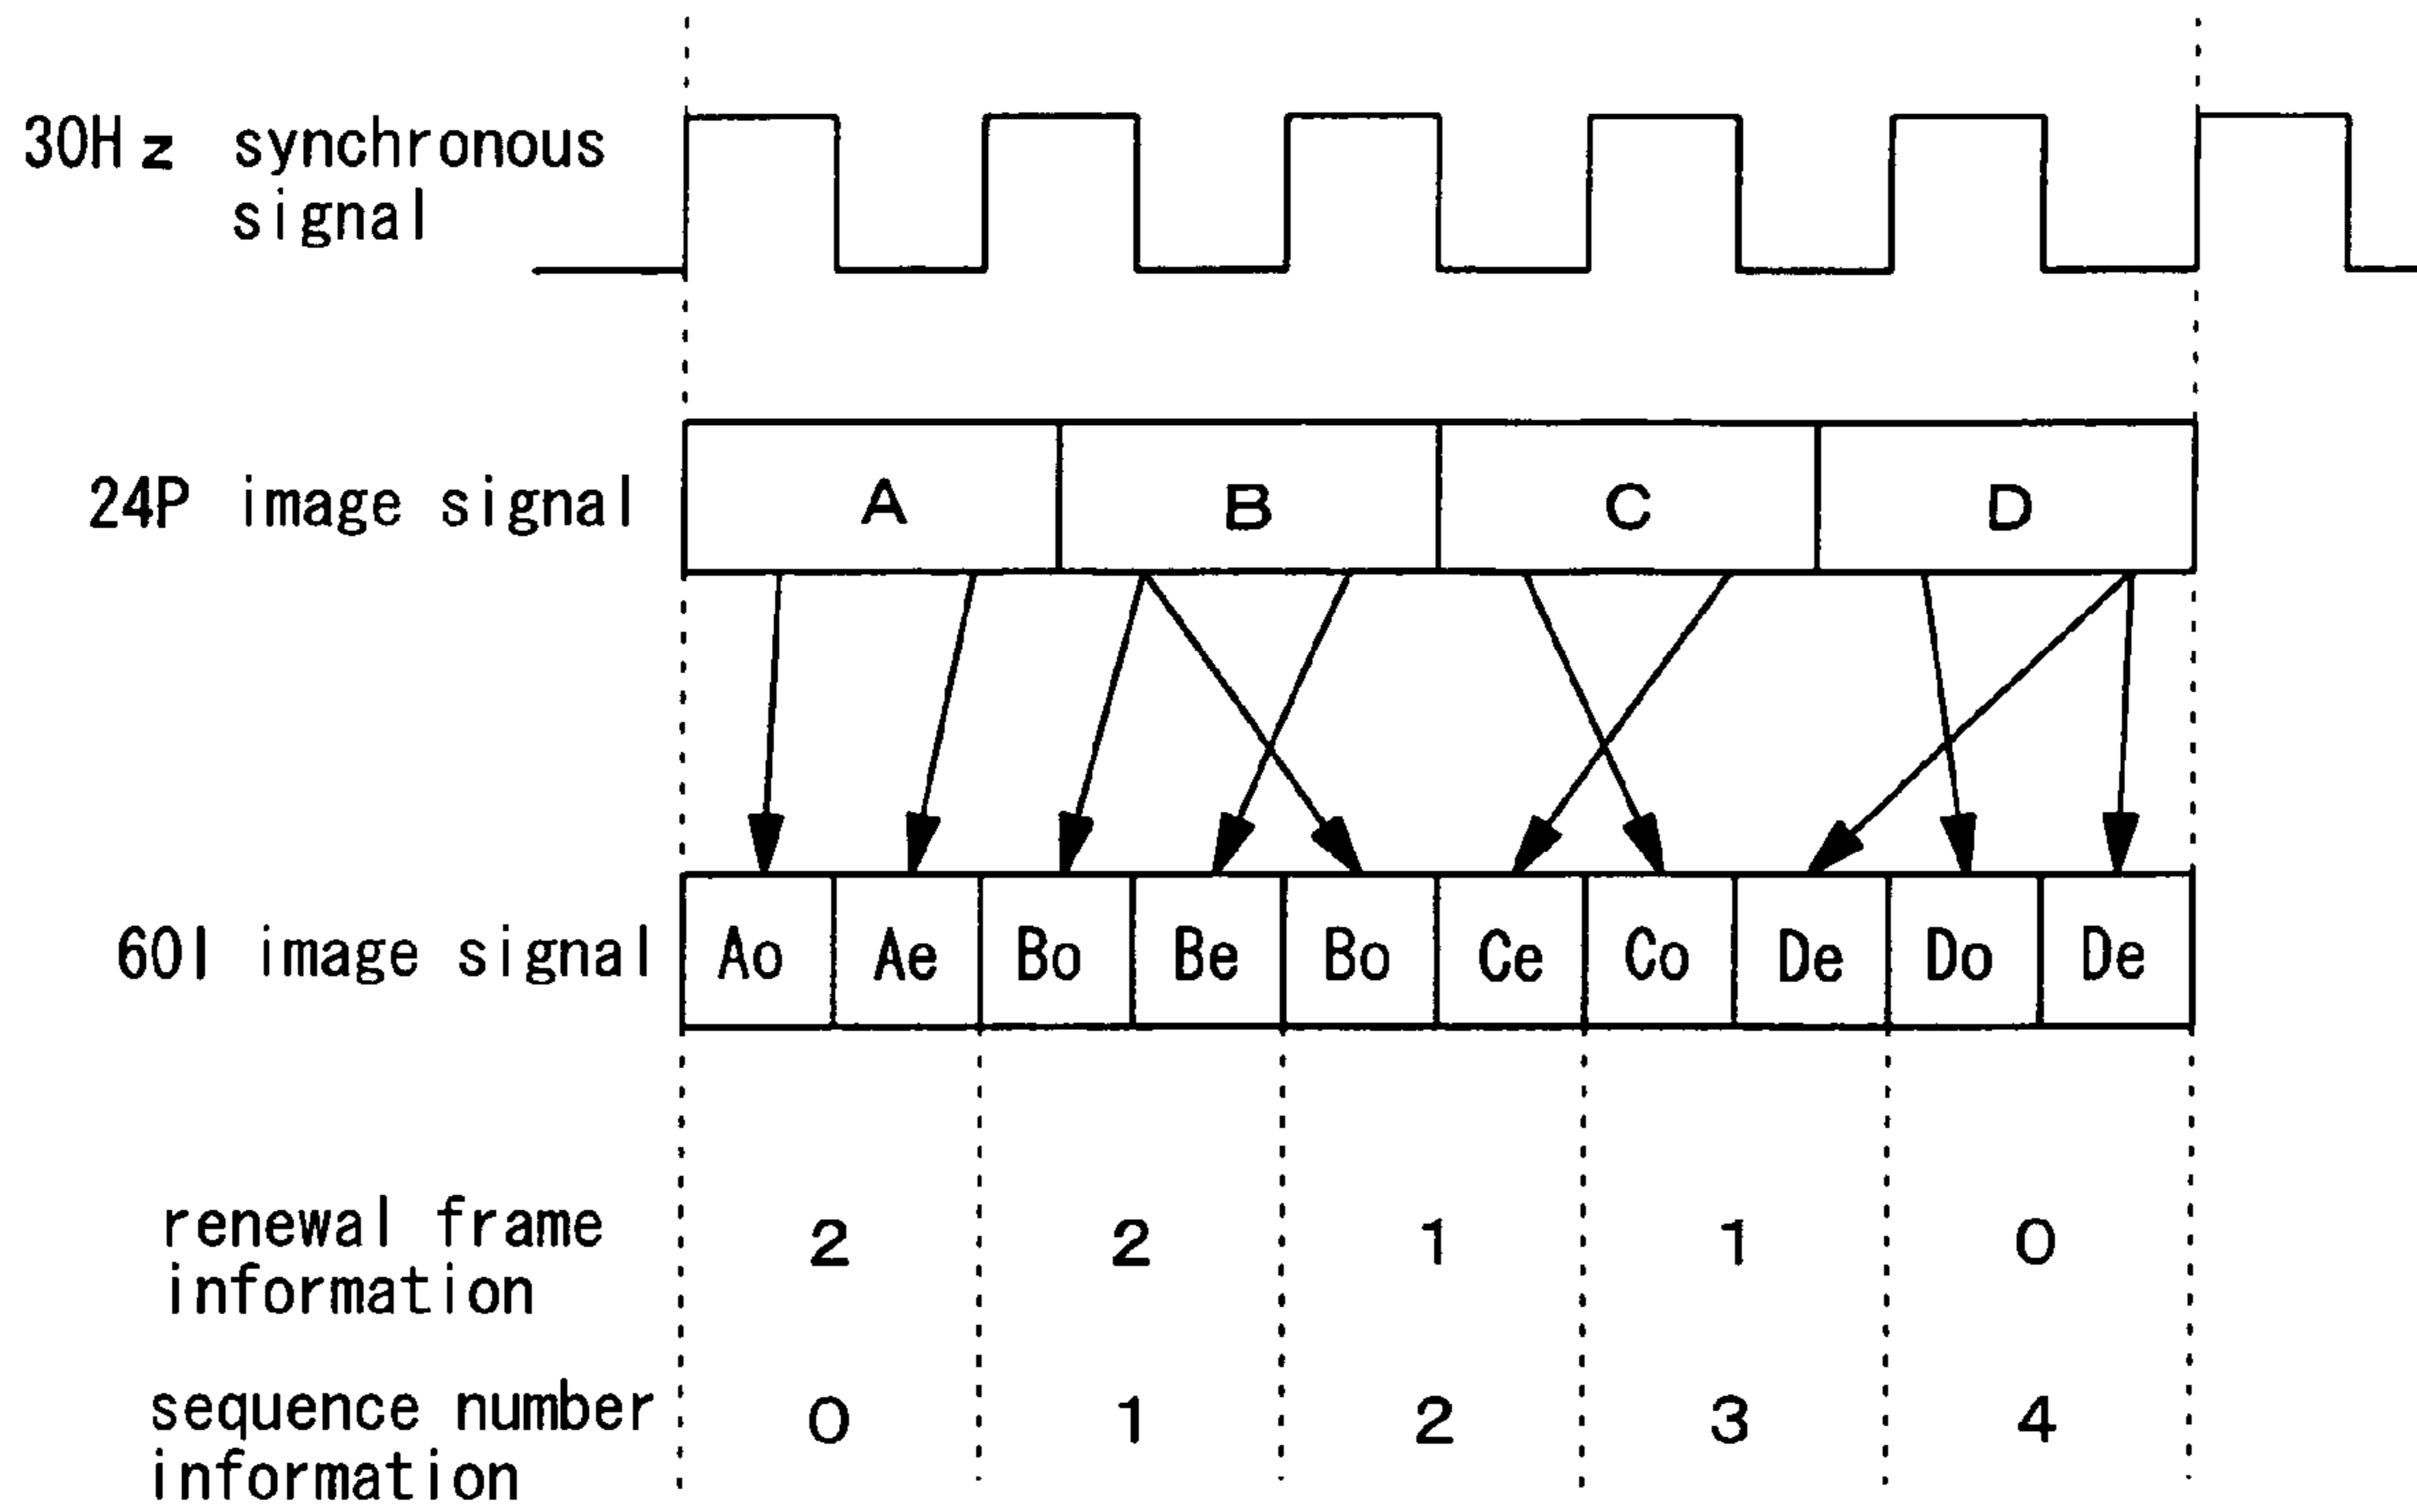 30Hz synchronous
signal
24P image signal
A B C D
60I image signal
Ao Ae Bo Be Bo Ce Co De Do De
renewal frame
information
2 2 1 1 0
sequence number
information
0 1 2 3 4